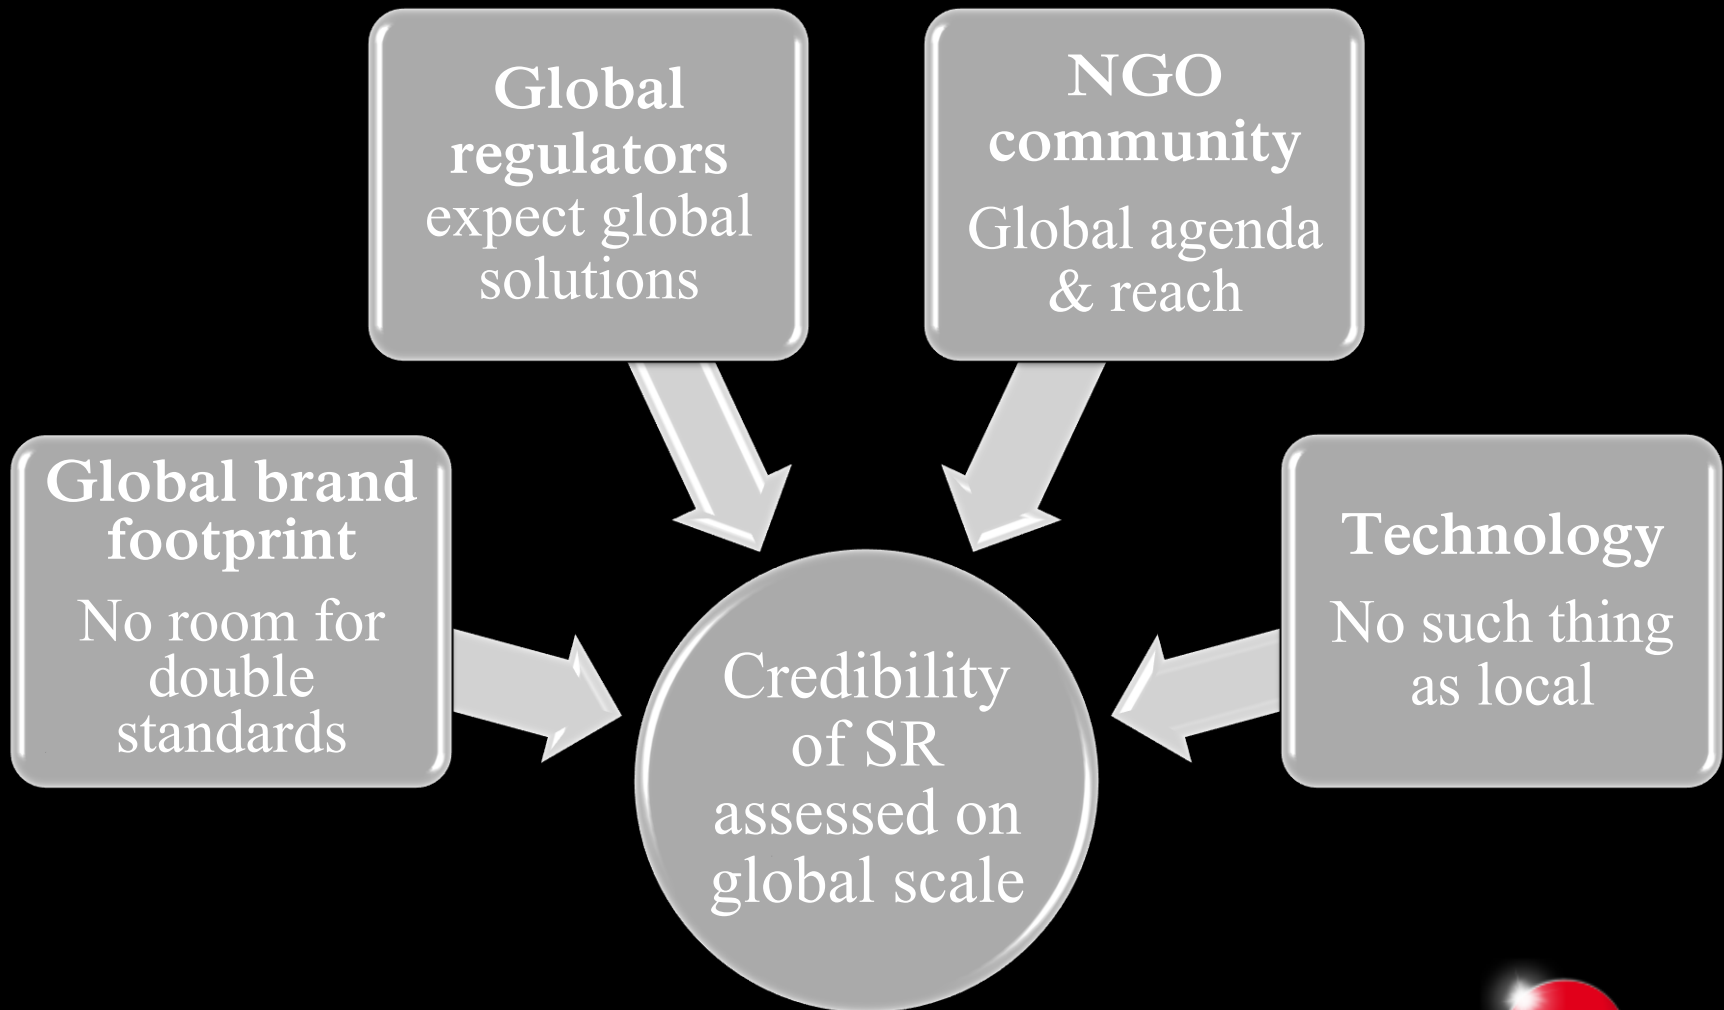 Global
regulators
expect global
solutions
NGO
community
Global agenda
& reach
Global brand
footprint
No room for
double
standards
Technology
No such thing
as local
Credibility
of SR
assessed on
global scale